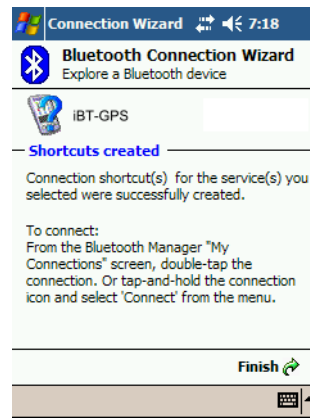 Connection Wizard 7:18
Bluetooth Connection Wizard
Explore a Bluetooth device
iBT-GPS
Shortcuts created
Connection shortcut(s) for the service(s) you
selected were successfully created.
To connect:
From the Bluetooth Manager "My
Connections" screen, double-tap the
connection. Or tap-and-hold the connection
icon and select 'Connect' from the menu.
Finish